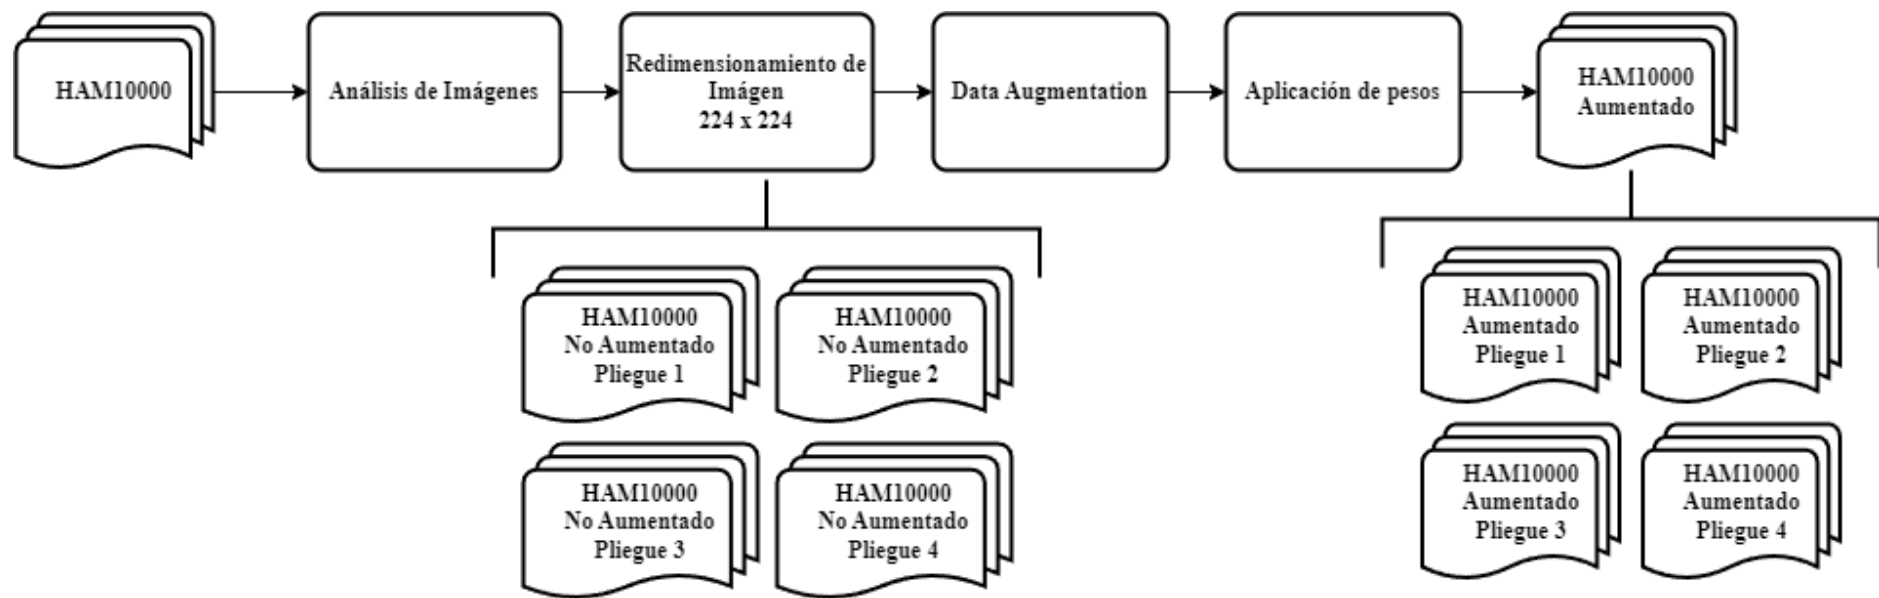 HAM10000
Análisis de Imágenes
Redimensionamiento de
Imágen
224 x 224
Data Augmentation
Aplicación de pesos
HAM10000
Aumentado
HAM10000
No Aumentado
Pliegue 1
HAM10000
No Aumentado
Pliegue 2
HAM10000
No Aumentado
Pliegue 3
HAM10000
No Aumentado
Pliegue 4
HAM10000
Aumentado
Pliegue 1
HAM10000
Aumentado
Pliegue 2
HAM10000
Aumentado
Pliegue 3
HAM10000
Aumentado
Pliegue 4